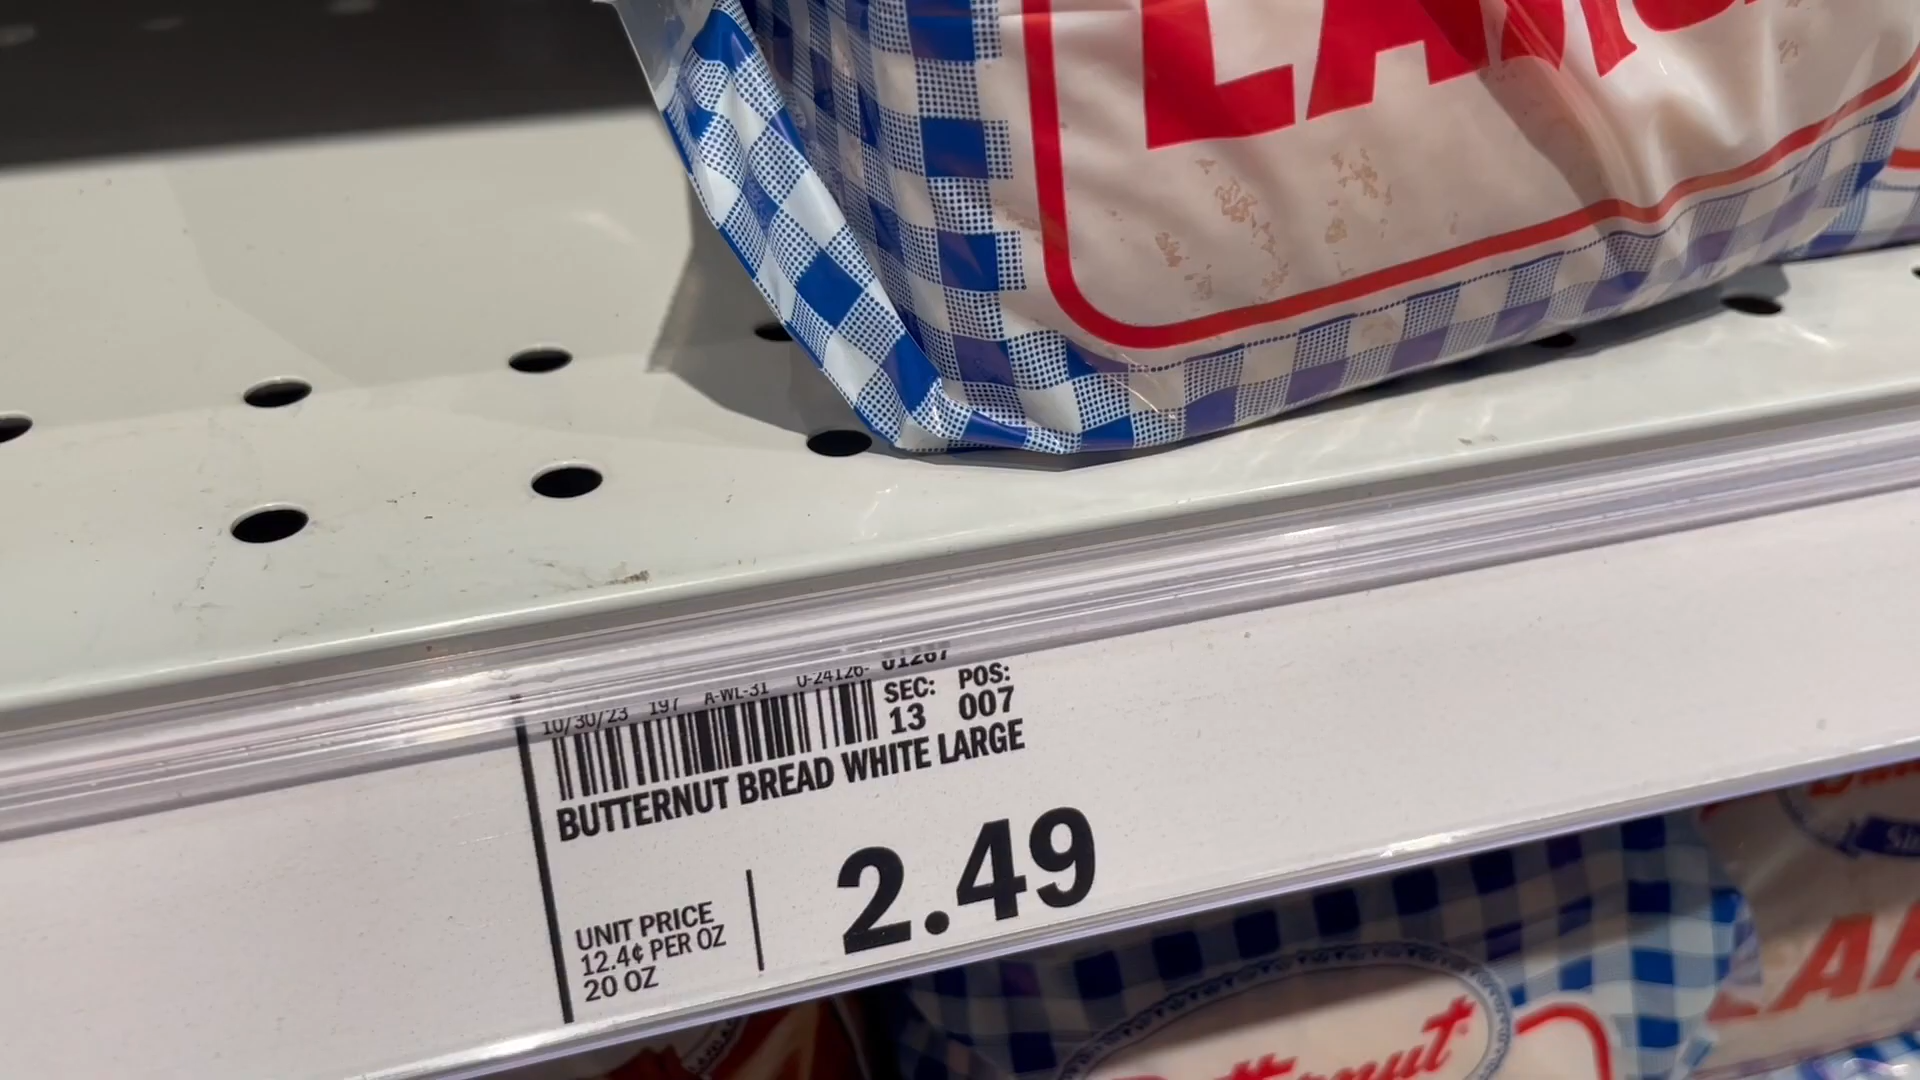 10/30/23 197 A-WL-31 0-24126- 01267
SEC: POS:
13 007
BUTTERNUT BREAD WHITE LARGE
UNIT PRICE
12.4¢ PER OZ
20 OZ
2.49
Butternut